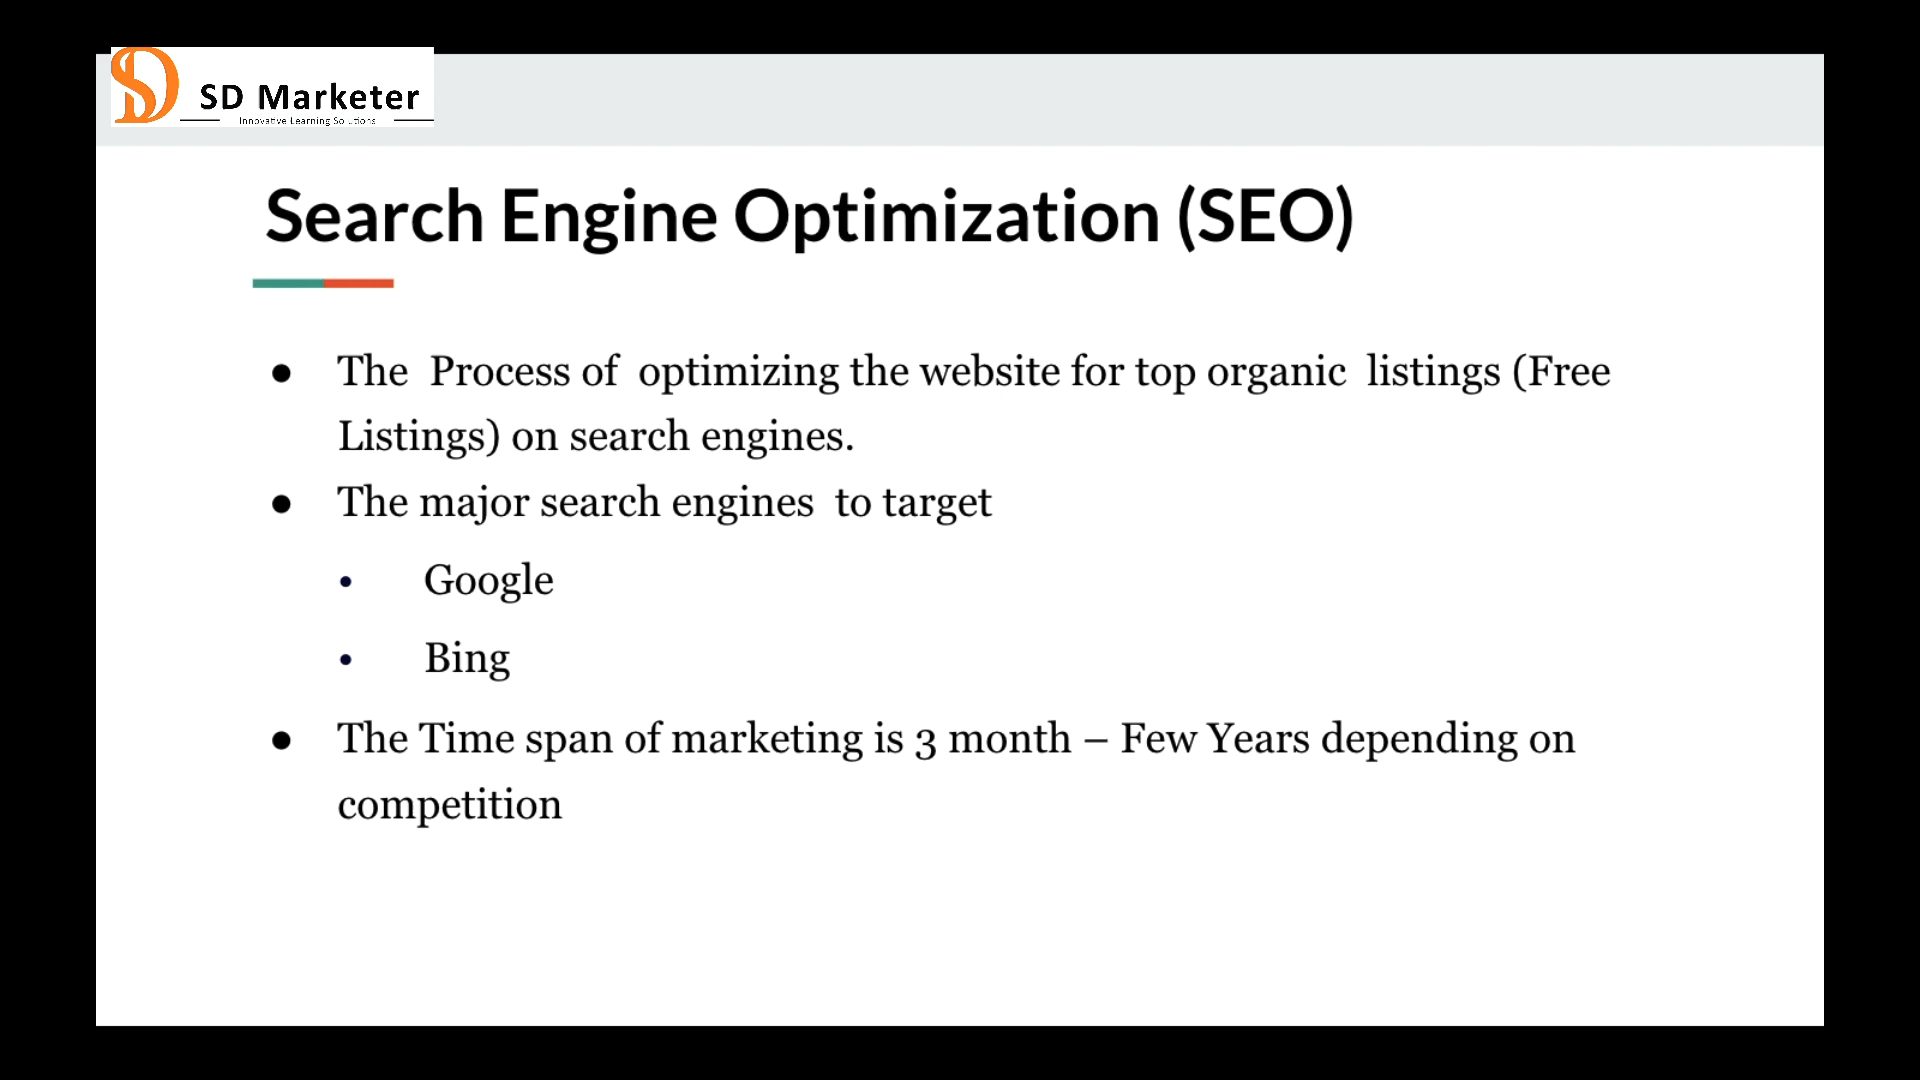 SD Marketer
Innovative Learning Solutions
Search Engine Optimization (SEO)
● The Process of optimizing the website for top organic listings (Free
Listings) on search engines.
● The major search engines to target
• Google
• Bing
● The Time span of marketing is 3 month – Few Years depending on
competition